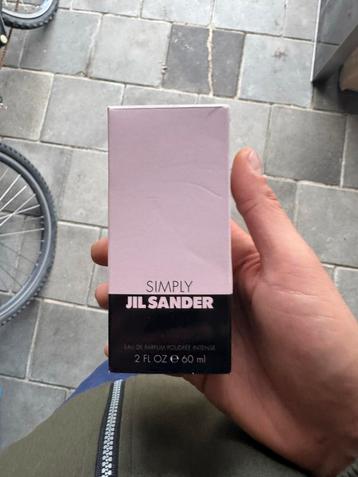 SIMPLY
JIL SANDER
EAU DE PARFUM POUDRÉE INTENSE
2 FL OZ ℮ 60 ml